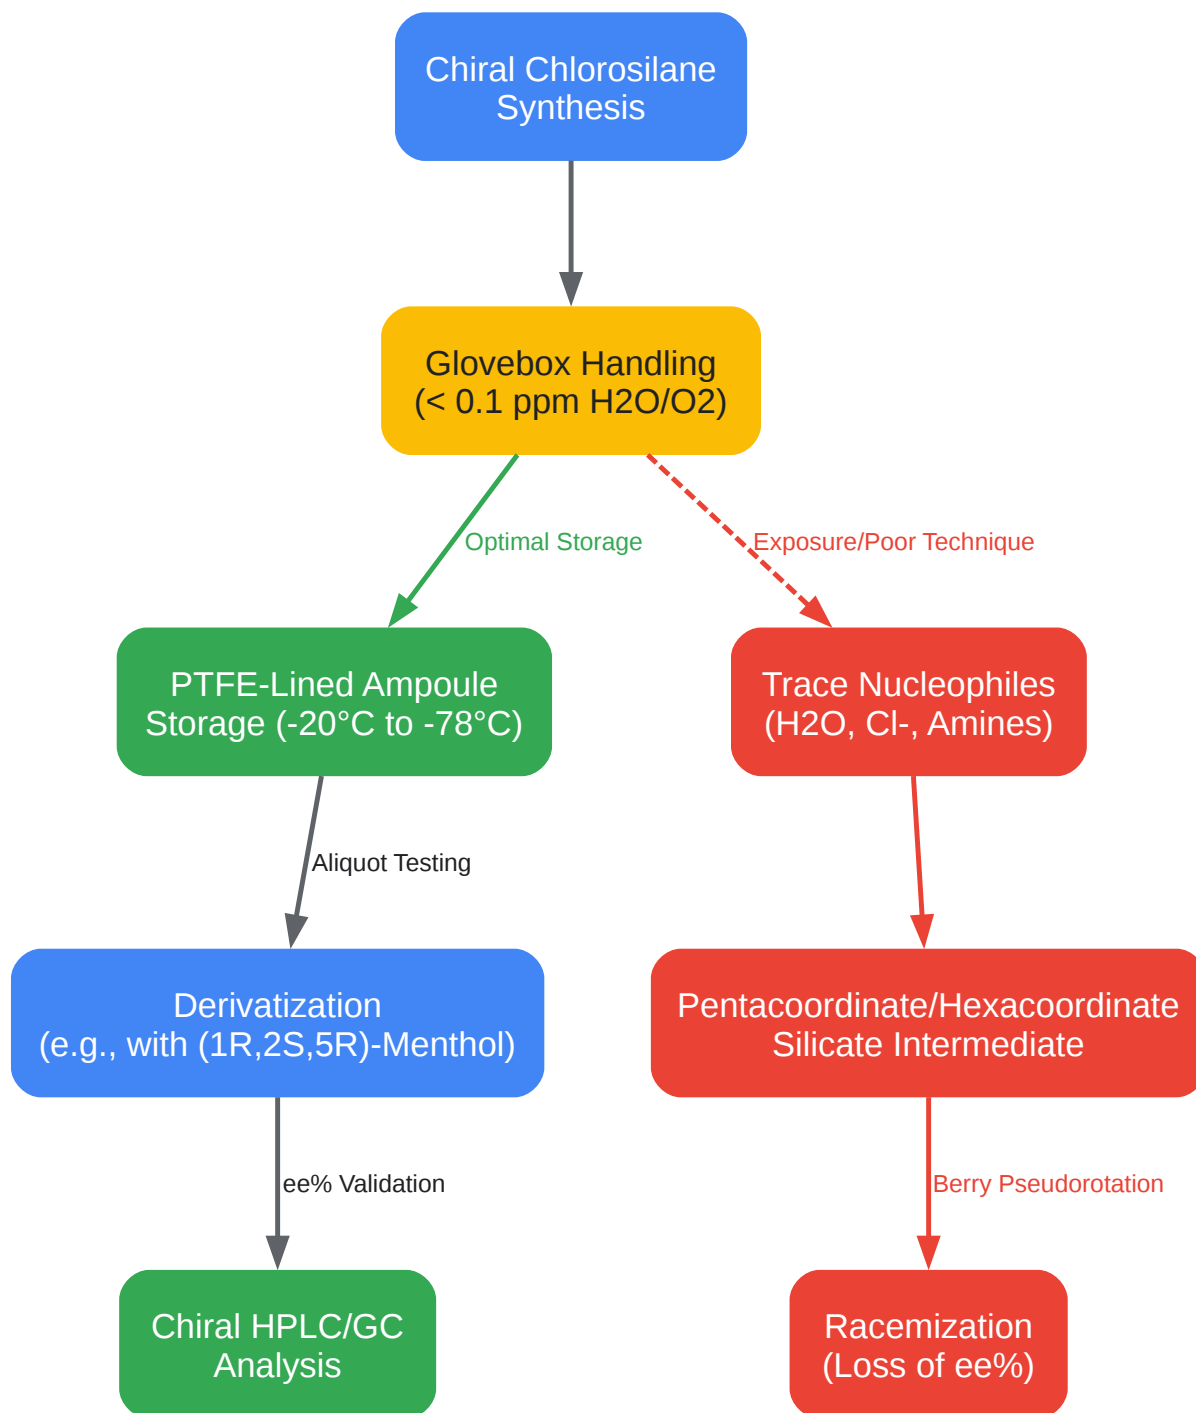 Chiral Chlorosilane
Synthesis
Glovebox Handling
(< 0.1 ppm H2O/O2)
Optimal Storage
Exposure/Poor Technique
PTFE-Lined Ampoule
Storage (-20°C to -78°C)
Trace Nucleophiles
(H2O, Cl-, Amines)
Aliquot Testing
Derivatization
(e.g., with (1R,2S,5R)-Menthol)
Pentacoordinate/Hexacoordinate
Silicate Intermediate
ee% Validation
Berry Pseudorotation
Chiral HPLC/GC
Analysis
Racemization
(Loss of ee%)